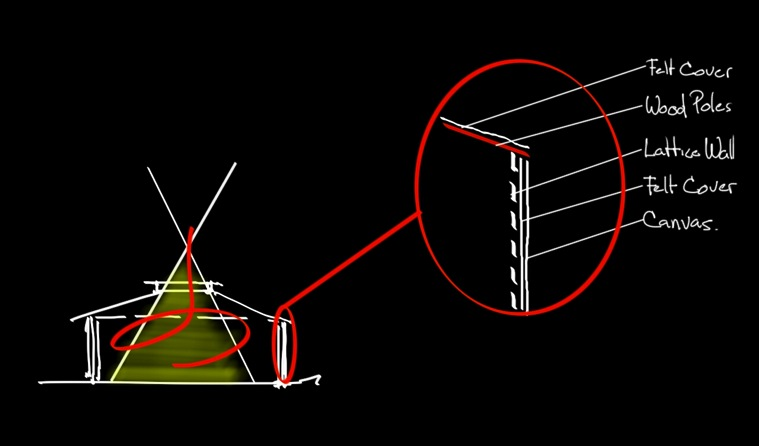 Felt Cover
Wood Poles
Lattice Wall
Felt Cover
Canvas.